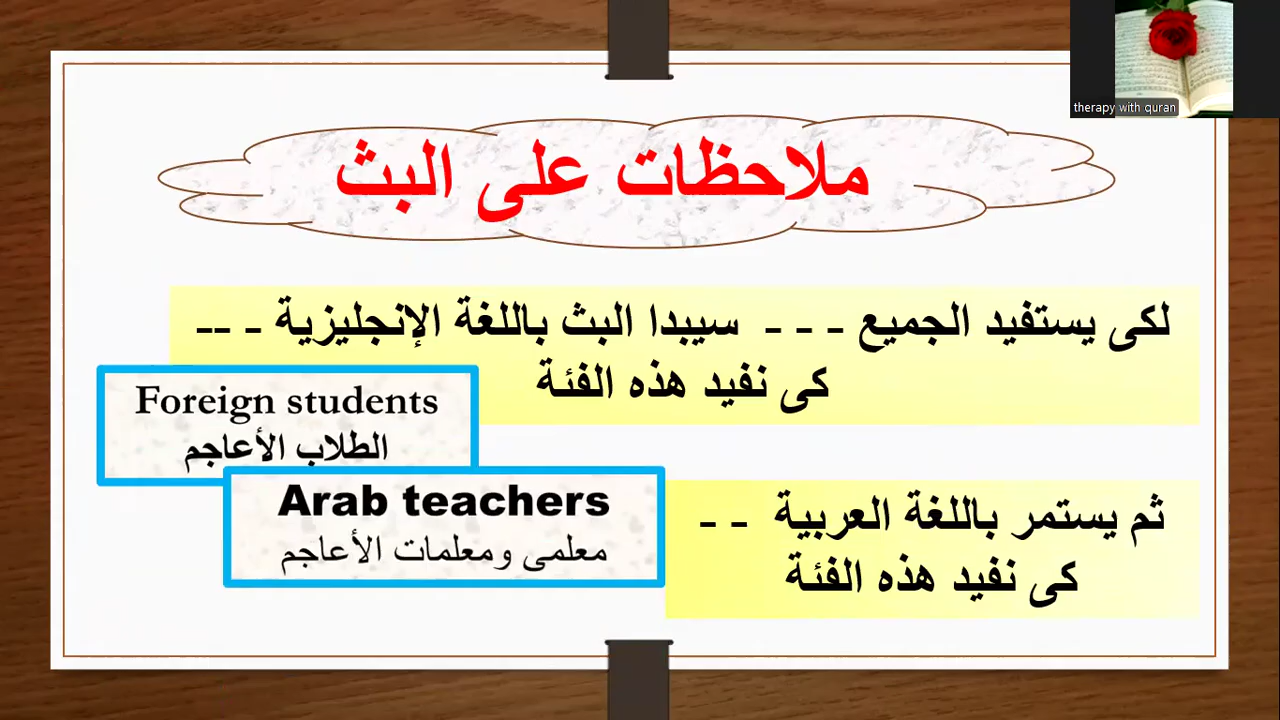 therapy with quran
ملاحظات على البث
لكى يستفيد الجميع - - - سيبدا البث باللغة الإنجليزية - --
كى نفيد هذه الفئة
Foreign students
الطلاب الأعاجم
Arab teachers
معلمى ومعلمات الأعاجم
ثم يستمر باللغة العربية - -
كى نفيد هذه الفئة